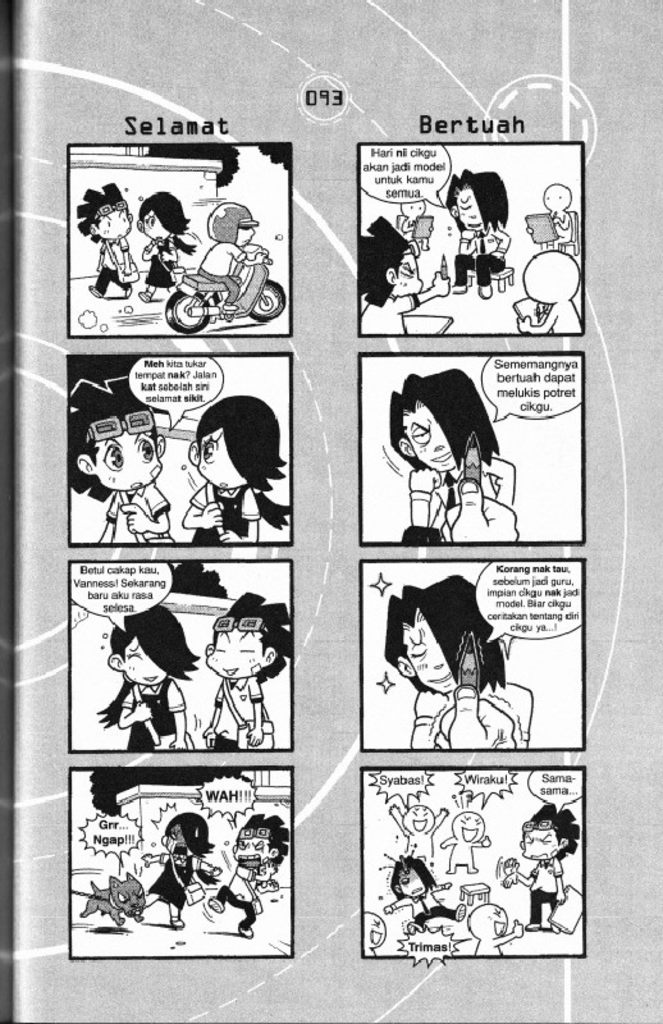 093
Selamat
Meh kita tukar
tempat nak? Jalan
kat sebelah sini
selamat sikit.
Betul cakap kau,
Vanness! Sekarang
baru aku rasa
selesa.
Grr...
Ngap!!!
WAH!!!
Bertuah
Hari nii cikgu
akan jadi model
untuk kamu
semua.
Sememangnya
bertuah dapat
melukis potret
cikgu.
Korang nak tau,
sebelum jadi guru,
impian cikgu nak jadi
model. Biar cikgu
ceritakan tentang diri
cikgu ya...!
Syabas!
Wiraku!
Sama-
sama...
Trimas!